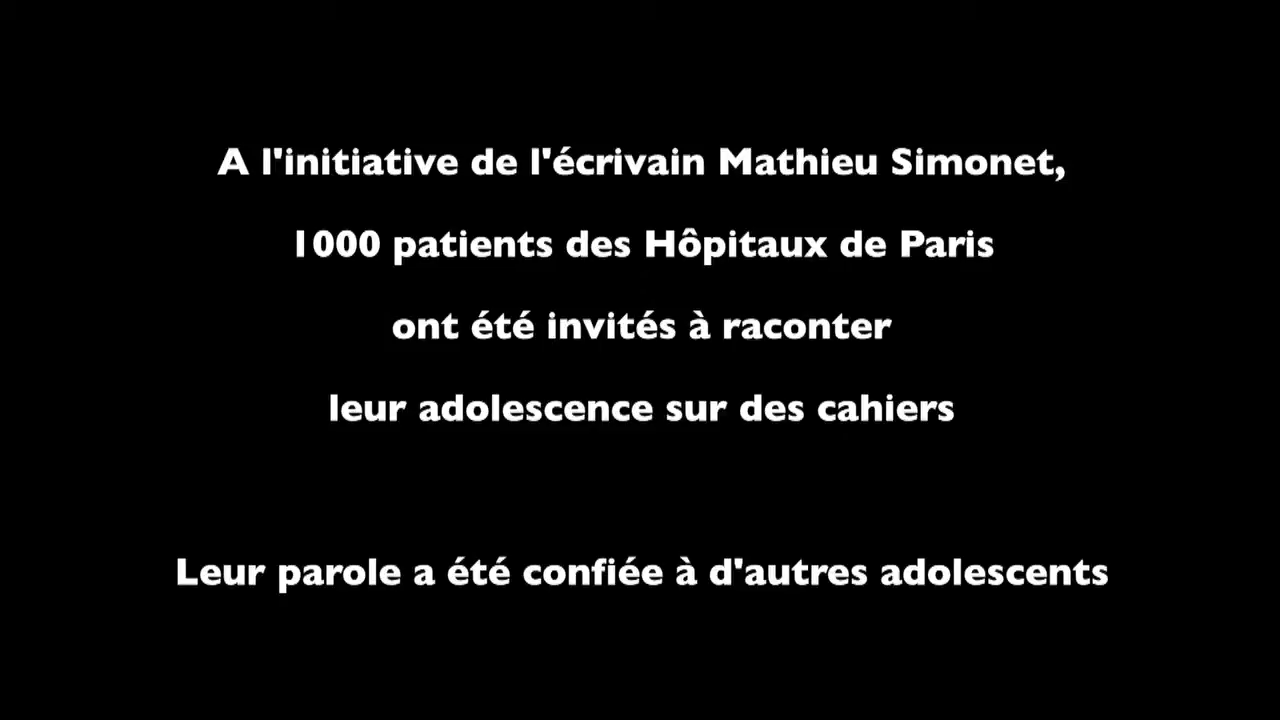 A l'initiative de l'écrivain Mathieu Simonet,
1000 patients des Hôpitaux de Paris
ont été invités à raconter
leur adolescence sur des cahiers
Leur parole a été confiée à d'autres adolescents